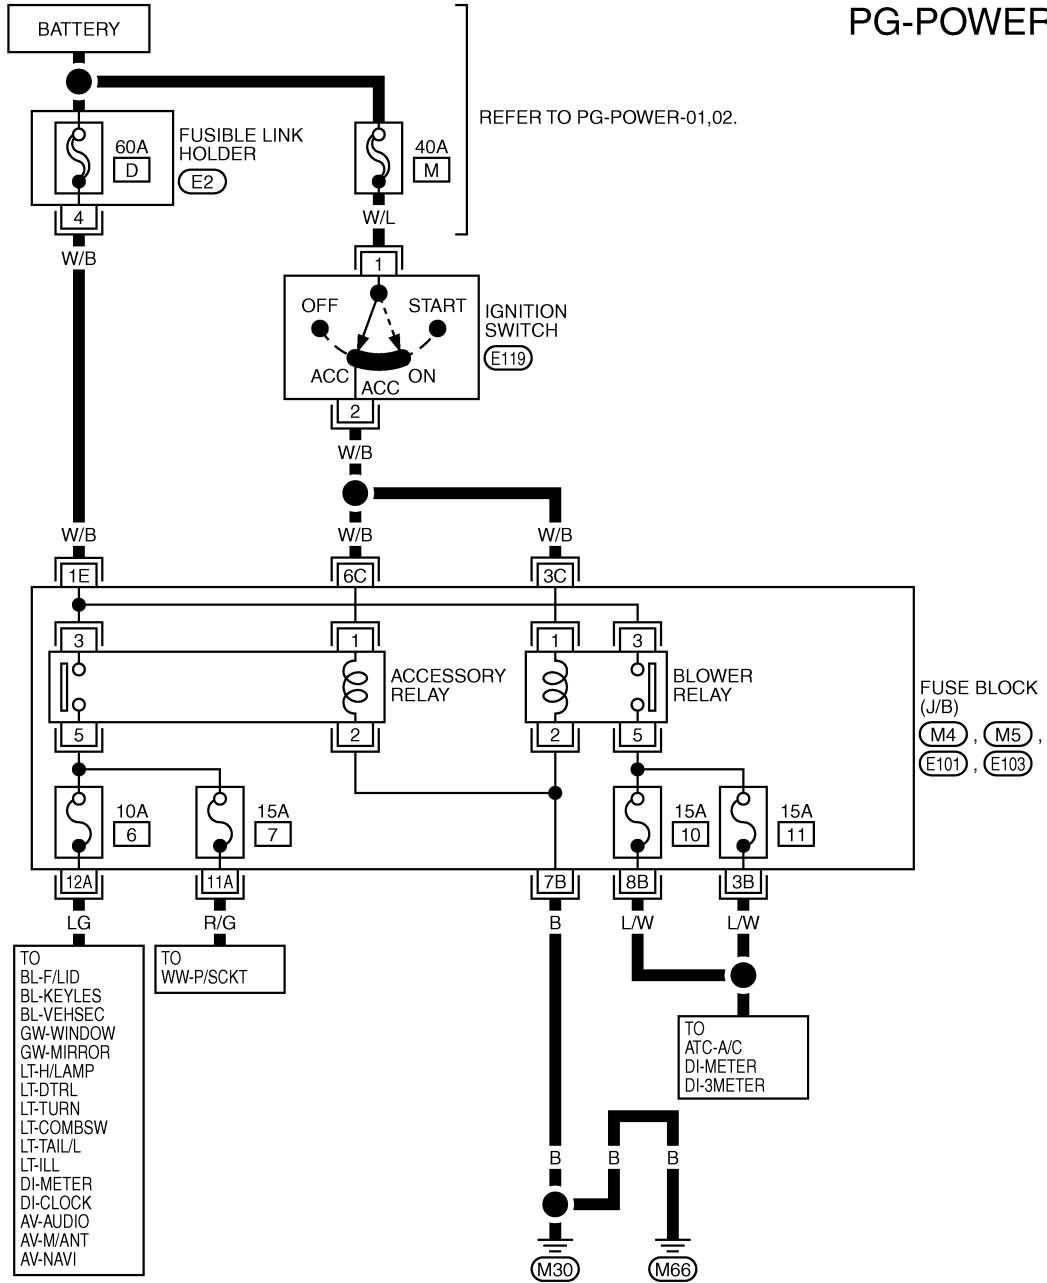 PG-POWER
BATTERY
REFER TO PG-POWER-01,02.
60A
D
FUSIBLE LINK
HOLDER
E2
40A
M
4
W/B
W/L
1
OFF
START
ACC
ACC
ON
IGNITION
SWITCH
E119
2
W/B
W/B
W/B
W/B
1E
6C
3C
3
1
1
3
ACCESSORY
RELAY
BLOWER
RELAY
5
2
2
5
FUSE BLOCK
(J/B)
M4 , M5 ,
E101 , E103
10A
6
15A
7
15A
10
15A
11
12A
11A
7B
8B
3B
LG
R/G
B
L/W
L/W
TO
BL-F/LID
BL-KEYLES
BL-VEHSEC
GW-WINDOW
GW-MIRROR
LT-H/LAMP
LT-DTRL
LT-TURN
LT-COMBSW
LT-TAIL/L
LT-ILL
DI-METER
DI-CLOCK
AV-AUDIO
AV-M/ANT
AV-NAVI
TO
WW-P/SCKT
TO
ATC-A/C
DI-METER
DI-3METER
B
B
B
M30
M66